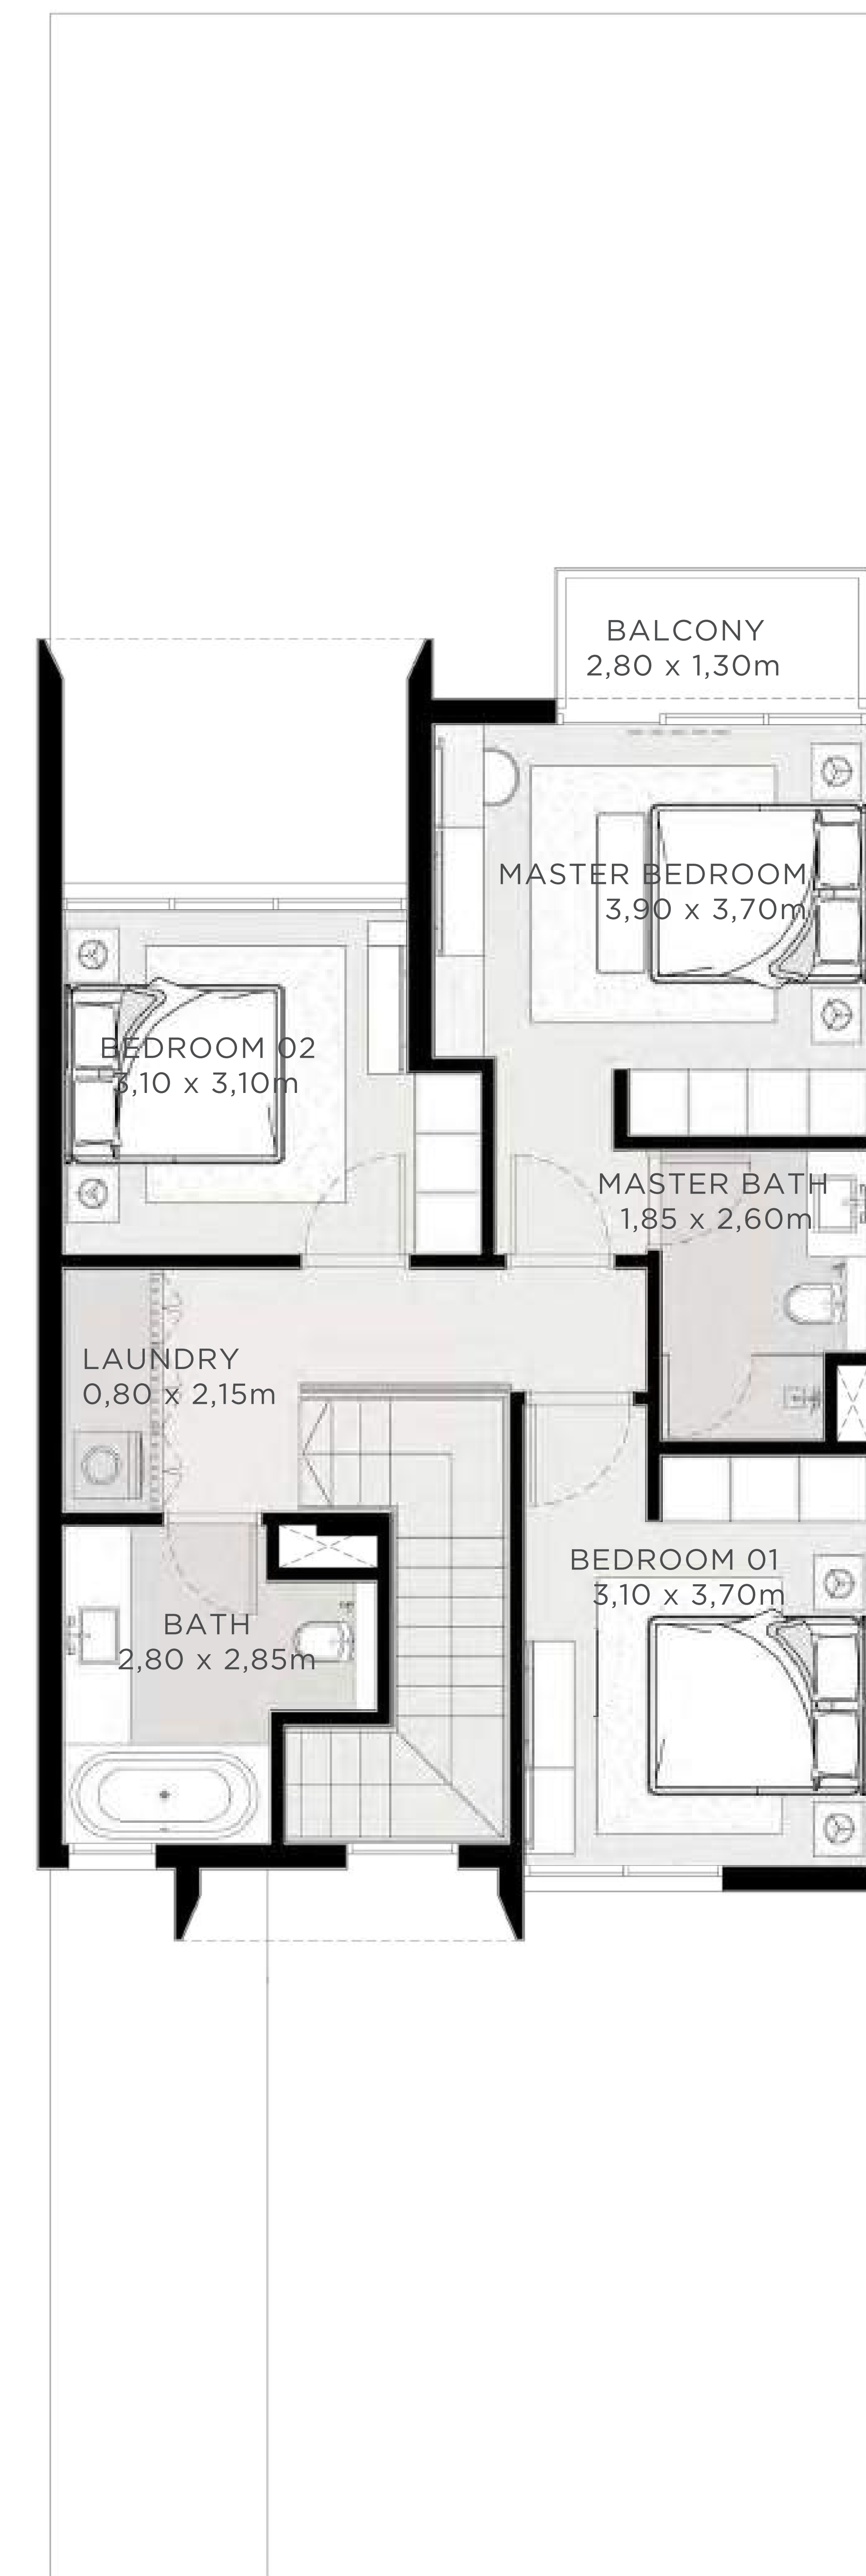 BALCONY
2,80 x 1,30m
MASTER BEDROOM
3,90 x 3,70m
BEDROOM 02
3,10 x 3,10m
MASTER BATH
1,85 x 2,60m
LAUNDRY
0,80 x 2,15m
BEDROOM 01
3,10 x 3,70m
BATH
2,80 x 2,85m